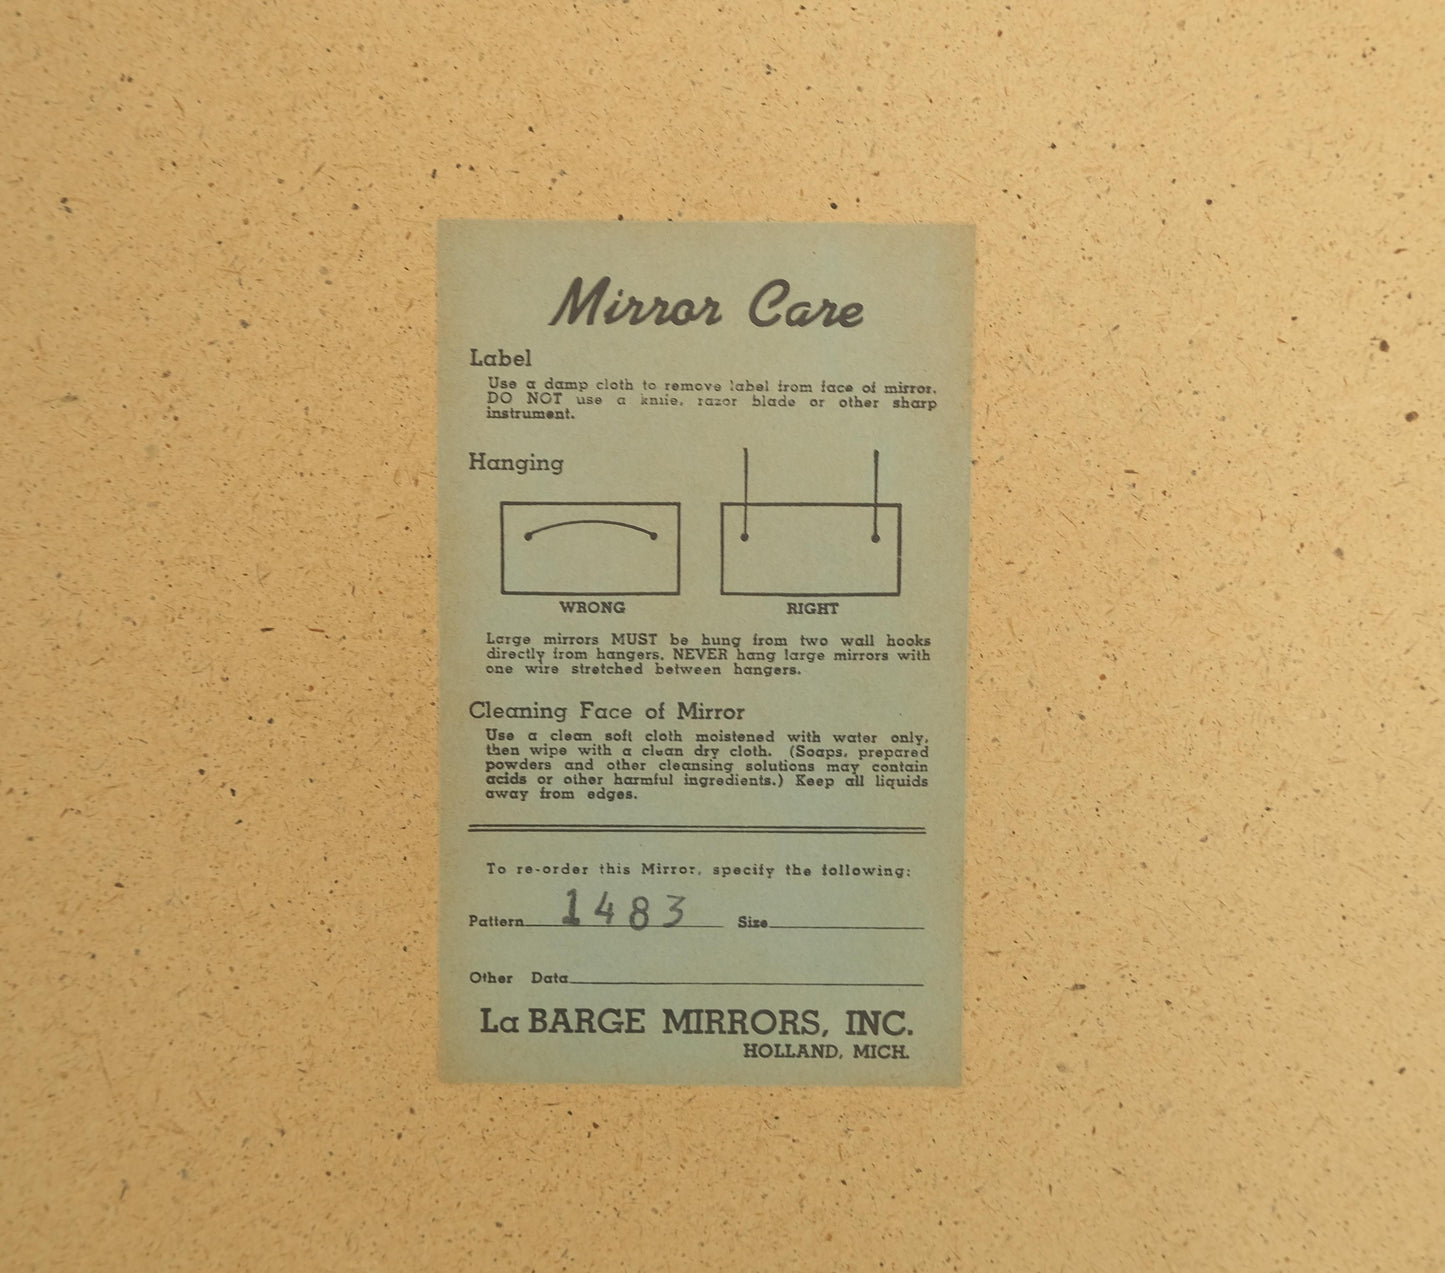 Mirror Care
Label
Use a damp cloth to remove label from face of mirror.
DO NOT use a knife, razor blade or other sharp
instrument.
Hanging
WRONG
RIGHT
Large mirrors MUST be hung from two wall hooks
directly from hangers. NEVER hang large mirrors with
one wire stretched between hangers.
Cleaning Face of Mirror
Use a clean soft cloth moistened with water only,
then wipe with a clean dry cloth. (Soaps, prepared
powders and other cleansing solutions may contain
acids or other harmful ingredients.) Keep all liquids
away from edges.
To re-order this Mirror, specify the following:
Pattern 1483 Size
Other Data
La BARGE MIRRORS, INC.
HOLLAND, MICH.